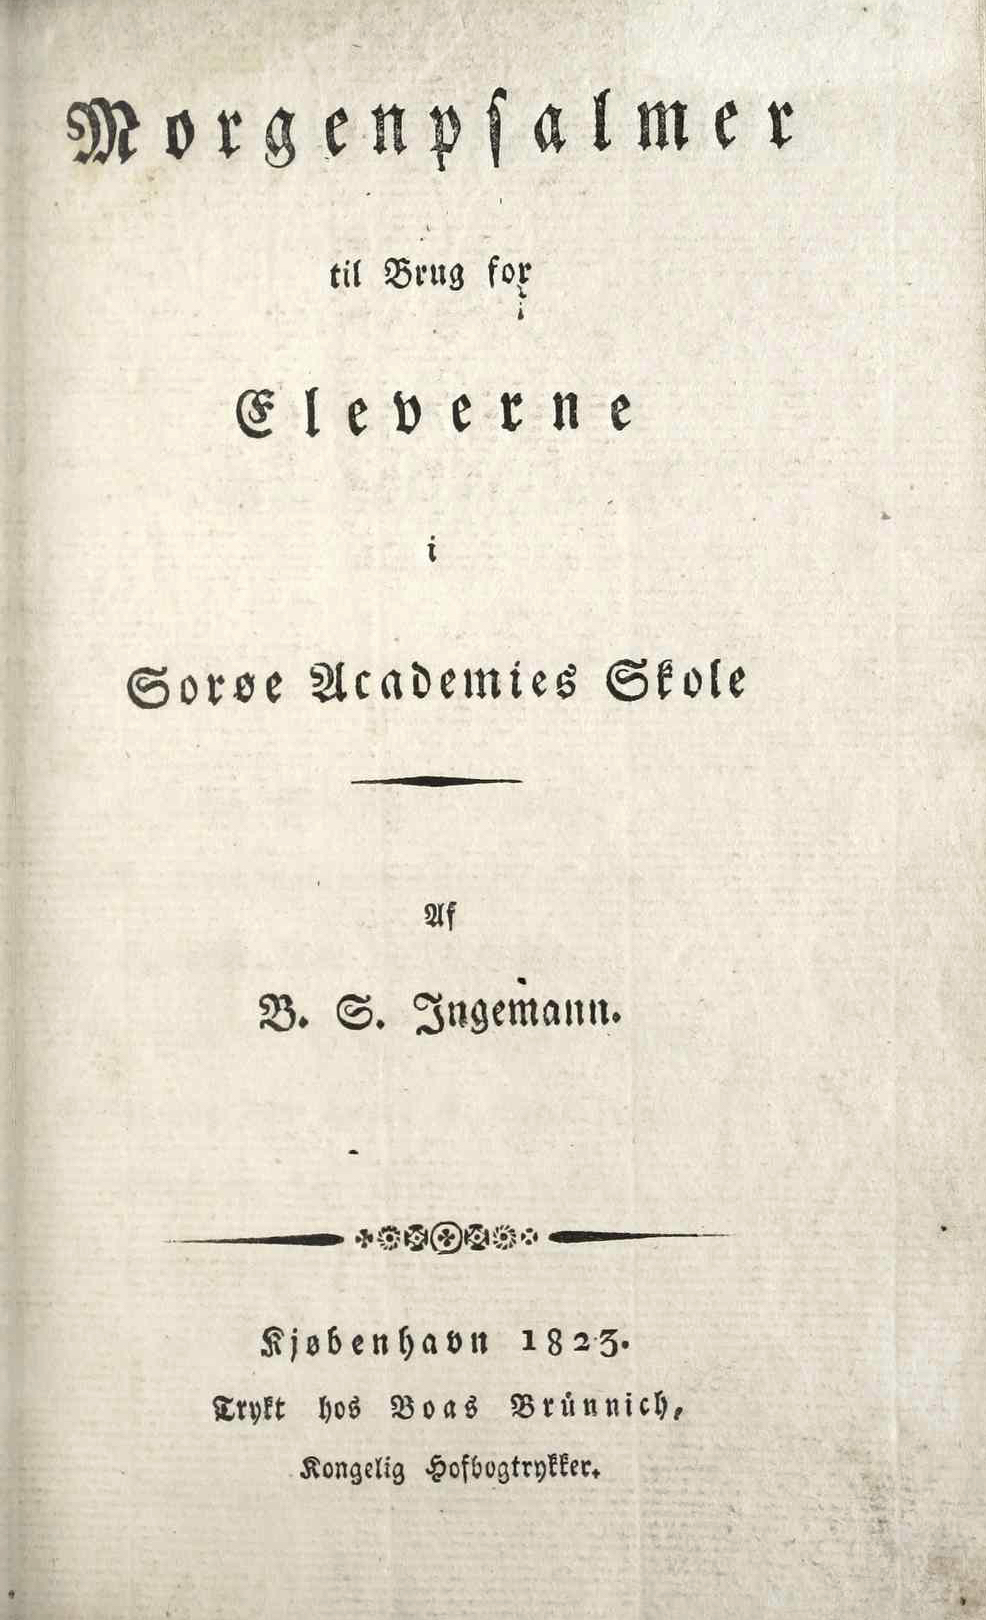 Morgenpsalmer
til Brug for
Eleverne
i
Sorøe Academies Skole
Af
B. S. Ingemann.
Kjøbenhavn 1823.
Trykt hos Boas Brünnich,
Kongelig Hofbogtrykker.